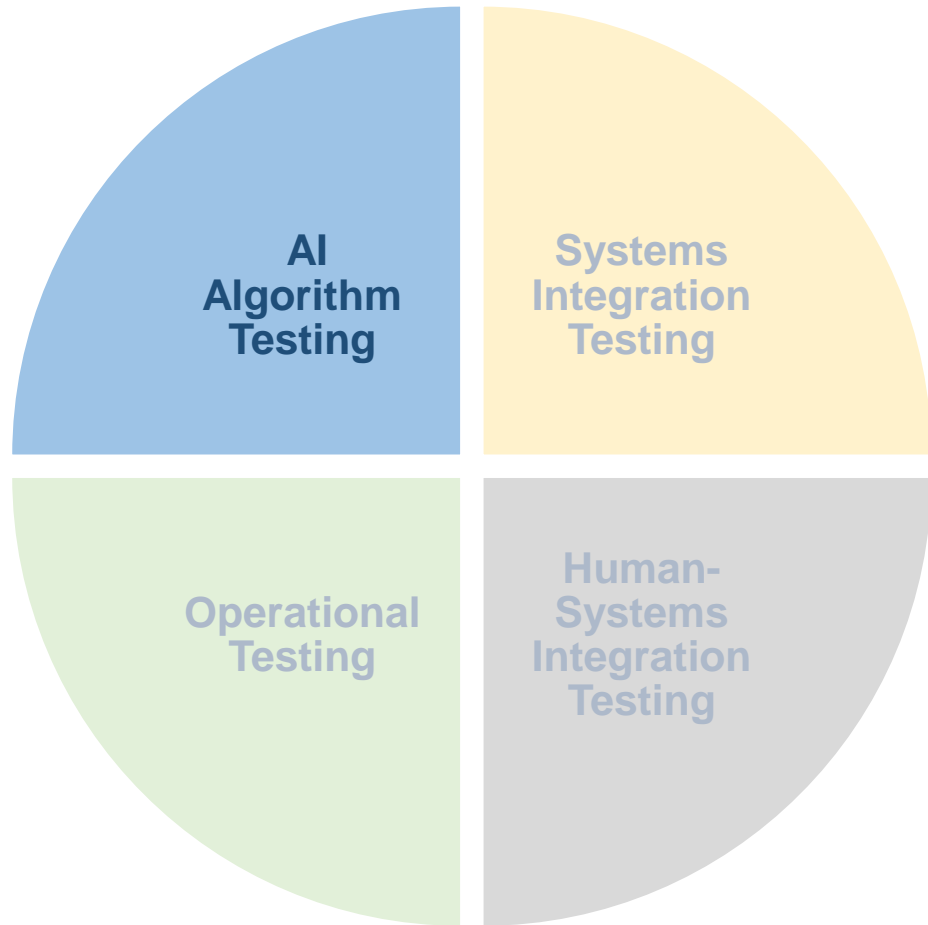 AI
Algorithm
Testing
Systems
Integration
Testing
Operational
Testing
Human-
Systems
Integration
Testing